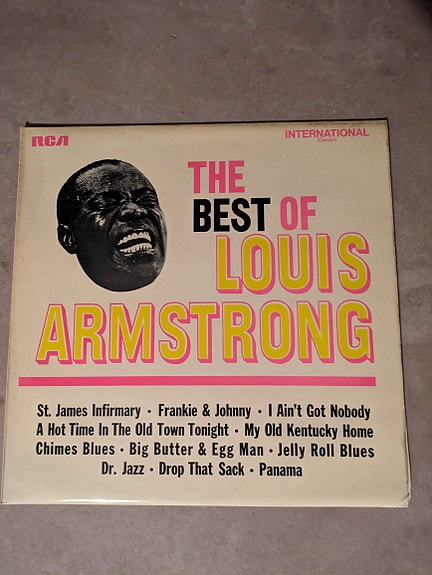 RCA
INTERNATIONAL
(Camden)
THE
BEST OF
LOUIS
ARMSTRONG
St. James Infirmary • Frankie & Johnny • I Ain't Got Nobody
A Hot Time In The Old Town Tonight • My Old Kentucky Home
Chimes Blues • Big Butter & Egg Man • Jelly Roll Blues
Dr. Jazz • Drop That Sack • Panama